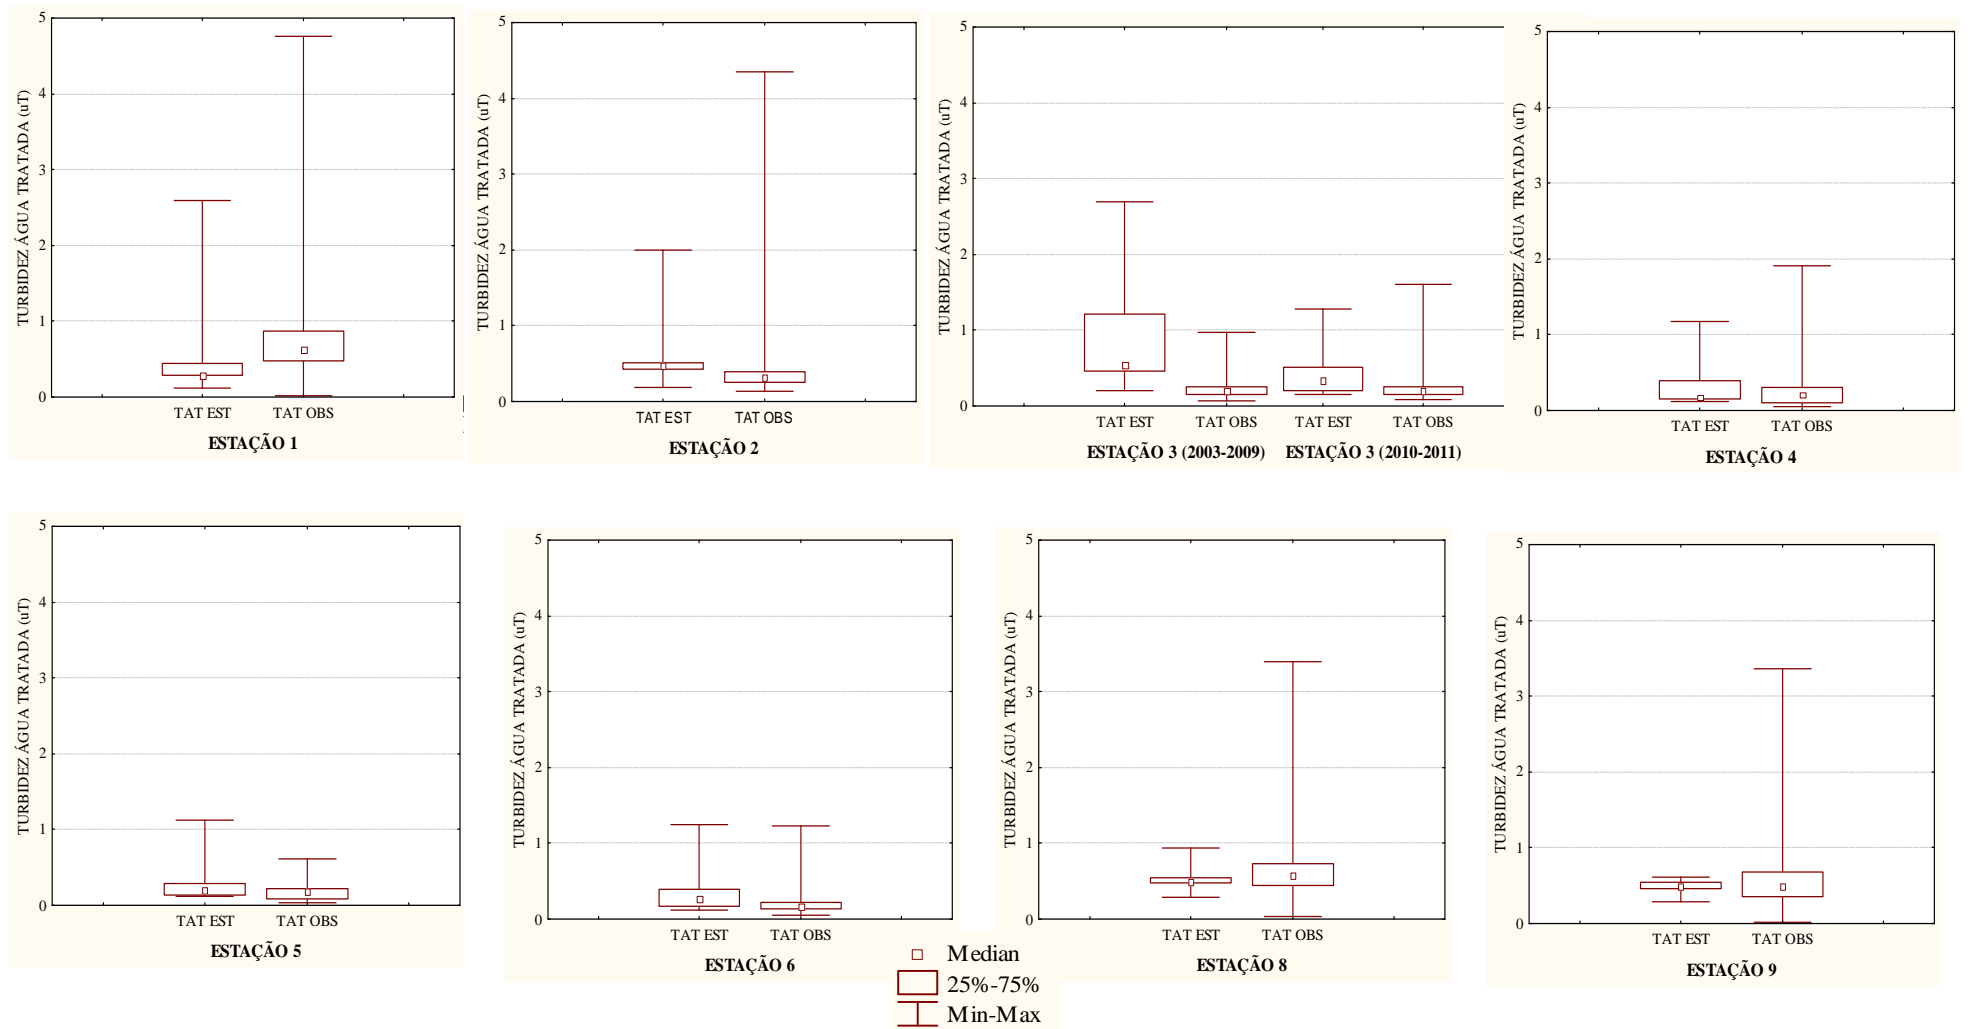 5
4
3
2
1
0
TURBIDEZ ÁGUA TRATADA (uT)
TAT EST TAT OBS
ESTAÇÃO 1
5
4
3
2
1
0
TURBIDEZ ÁGUA TRATADA (uT)
TAT EST TAT OBS
ESTAÇÃO 2
5
4
3
2
1
0
TURBIDEZ ÁGUA TRATADA (uT)
TAT EST TAT OBS TAT EST TAT OBS
ESTAÇÃO 3 (2003-2009) ESTAÇÃO 3 (2010-2011)
5
4
3
2
1
0
TURBIDEZ ÁGUA TRATADA (uT)
TAT EST TAT OBS
ESTAÇÃO 4
5
4
3
2
1
0
TURBIDEZ ÁGUA TRATADA (uT)
TAT EST TAT OBS
ESTAÇÃO 5
5
4
3
2
1
0
TURBIDEZ ÁGUA TRATADA (uT)
TAT EST TAT OBS
ESTAÇÃO 6
5
4
3
2
1
0
TURBIDEZ ÁGUA TRATADA (uT)
TAT EST TAT OBS
ESTAÇÃO 8
5
4
3
2
1
0
TURBIDEZ ÁGUA TRATADA (uT)
TAT EST TAT OBS
ESTAÇÃO 9
Median
25%-75%
Min-Max